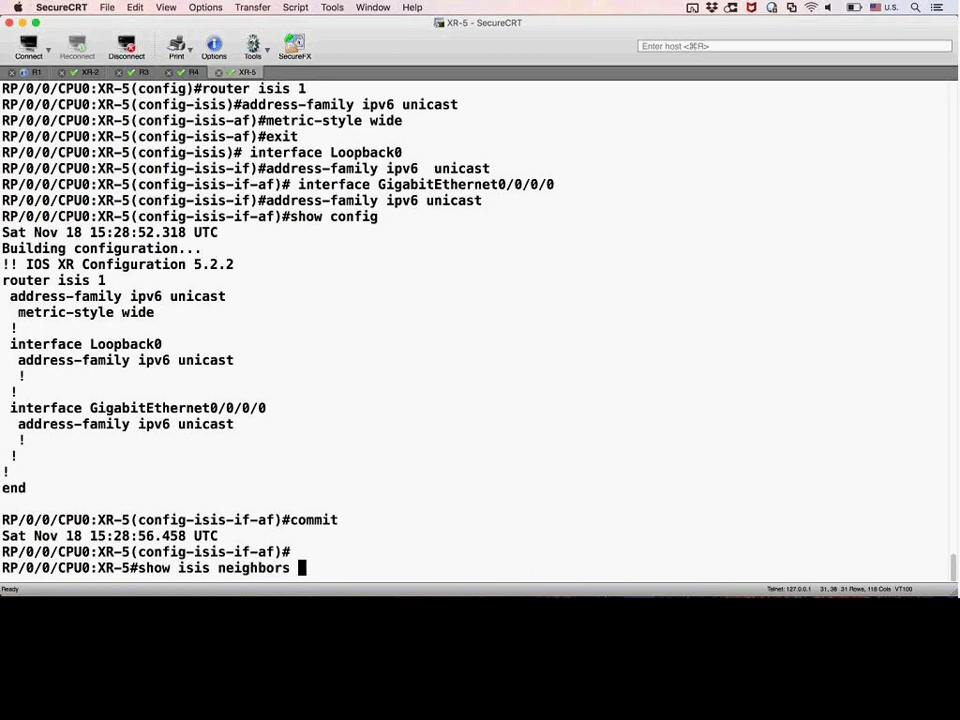 SecureCRT File Edit View Options Transfer Script Tools Window Help U.S.
XR-5 - SecureCRT
Connect Reconnect Disconnect Print Options Tools SecureFX Enter host <⌘R>
R1 XR-2 R3 R4 XR-5
RP/0/0/CPU0:XR-5(config)#router isis 1
RP/0/0/CPU0:XR-5(config-isis)#address-family ipv6 unicast
RP/0/0/CPU0:XR-5(config-isis-af)#metric-style wide
RP/0/0/CPU0:XR-5(config-isis-af)#exit
RP/0/0/CPU0:XR-5(config-isis)# interface Loopback0
RP/0/0/CPU0:XR-5(config-isis-if)#address-family ipv6  unicast
RP/0/0/CPU0:XR-5(config-isis-if-af)# interface GigabitEthernet0/0/0/0
RP/0/0/CPU0:XR-5(config-isis-if)#address-family ipv6 unicast
RP/0/0/CPU0:XR-5(config-isis-if-af)#show config
Sat Nov 18 15:28:52.318 UTC
Building configuration...
!! IOS XR Configuration 5.2.2
router isis 1
address-family ipv6 unicast
metric-style wide
!
interface Loopback0
address-family ipv6 unicast
!
!
interface GigabitEthernet0/0/0/0
address-family ipv6 unicast
!
!
!
end
RP/0/0/CPU0:XR-5(config-isis-if-af)#commit
Sat Nov 18 15:28:56.458 UTC
RP/0/0/CPU0:XR-5(config-isis-if-af)#
RP/0/0/CPU0:XR-5#show isis neighbors
Ready Telnet: 127.0.0.1 31, 38 31 Rows, 118 Cols VT100